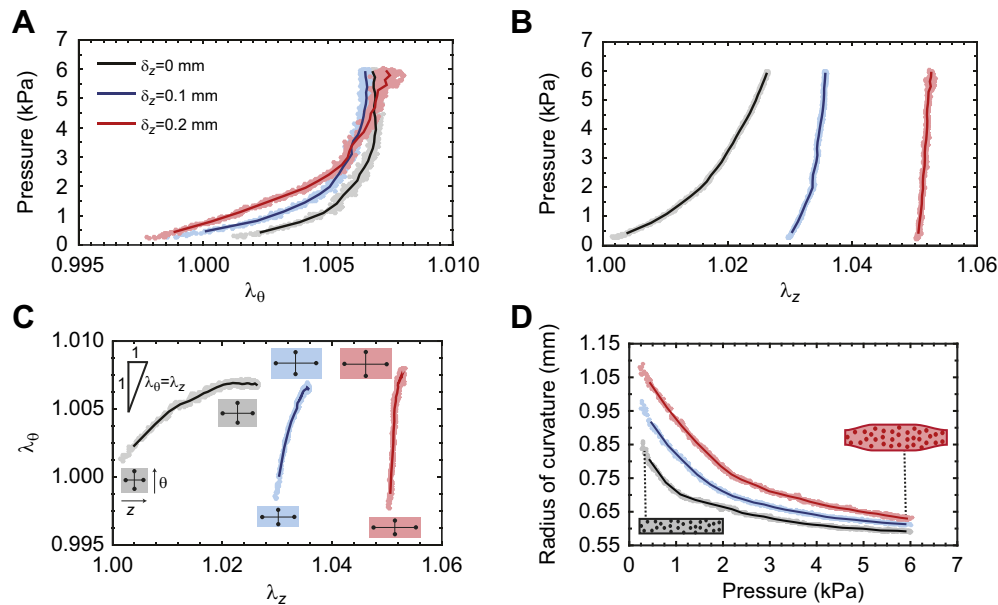 A
Pressure (kPa)
7
6
5
4
3
2
1
0
δz=0 mm
δz=0.1 mm
δz=0.2 mm
0.995
1.000
1.005
1.010
λθ
B
Pressure (kPa)
7
6
5
4
3
2
1
0
1.00
1.02
1.04
1.06
λz
C
λθ
1.010
1.005
1.000
0.995
1
1
λθ=λz
θ
z
1.00
1.02
1.04
1.06
λz
D
Radius of curvature (mm)
1.15
1.05
0.95
0.85
0.75
0.65
0.55
0
1
2
3
4
5
6
7
Pressure (kPa)